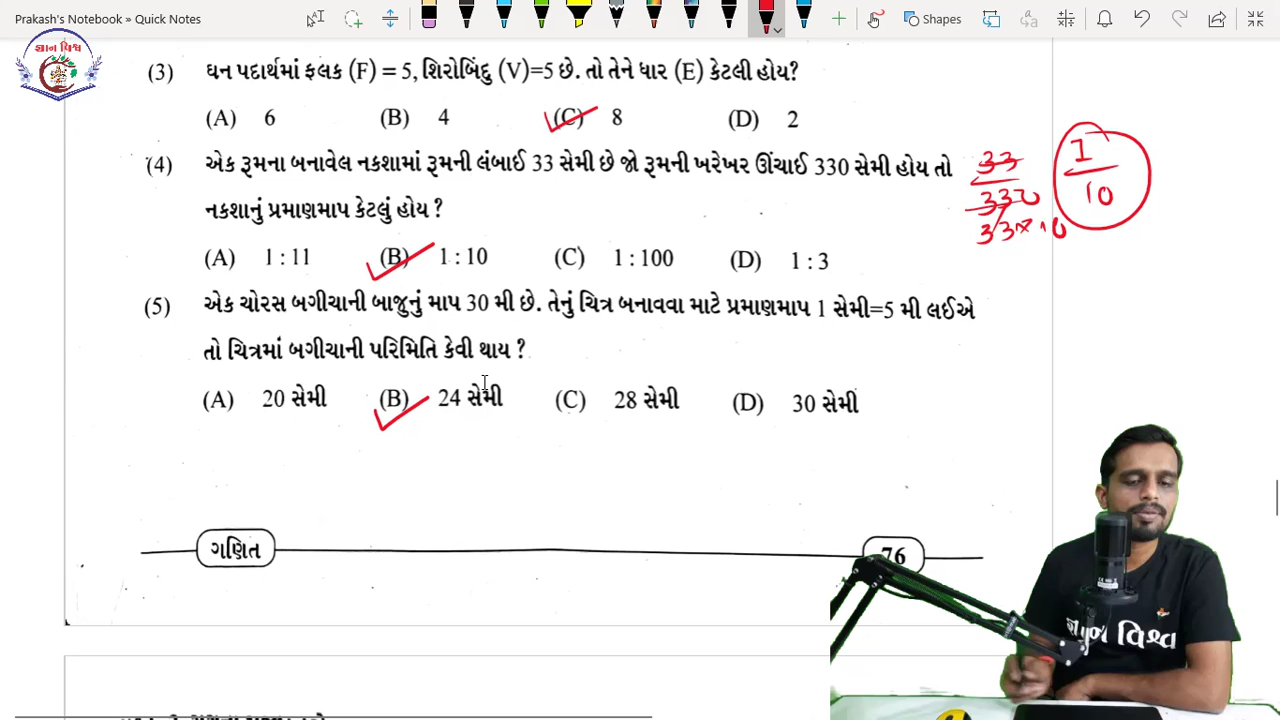 Prakash's Notebook » Quick Notes
Shapes
જ્ઞાન વિશ્વ
(3) ઘન પદાર્થમાં ફલક (F) = 5, શિરોબિંદુ (V)=5 છે. તો તેને ધાર (E) કેટલી હોય?
(A) 6 (B) 4 (C) 8 (D) 2
(4) એક રૂમના બનાવેલ નકશામાં રૂમની લંબાઈ 33 સેમી છે જો રૂમની ખરેખર ઊંચાઈ 330 સેમી હોય તો
નકશાનું પ્રમાણમાપ કેટલું હોય ?
33
330
33×10
1
10
(A) 1 : 11 (B) 1 : 10 (C) 1 : 100 (D) 1 : 3
(5) એક ચોરસ બગીચાની બાજુનું માપ 30 મી છે. તેનું ચિત્ર બનાવવા માટે પ્રમાણમાપ 1 સેમી=5 મી લઈએ
તો ચિત્રમાં બગીચાની પરિમિતિ કેવી થાય ?
(A) 20 સેમી (B) 24 સેમી (C) 28 સેમી (D) 30 સેમી
ગણિત
76
વિશ્વ